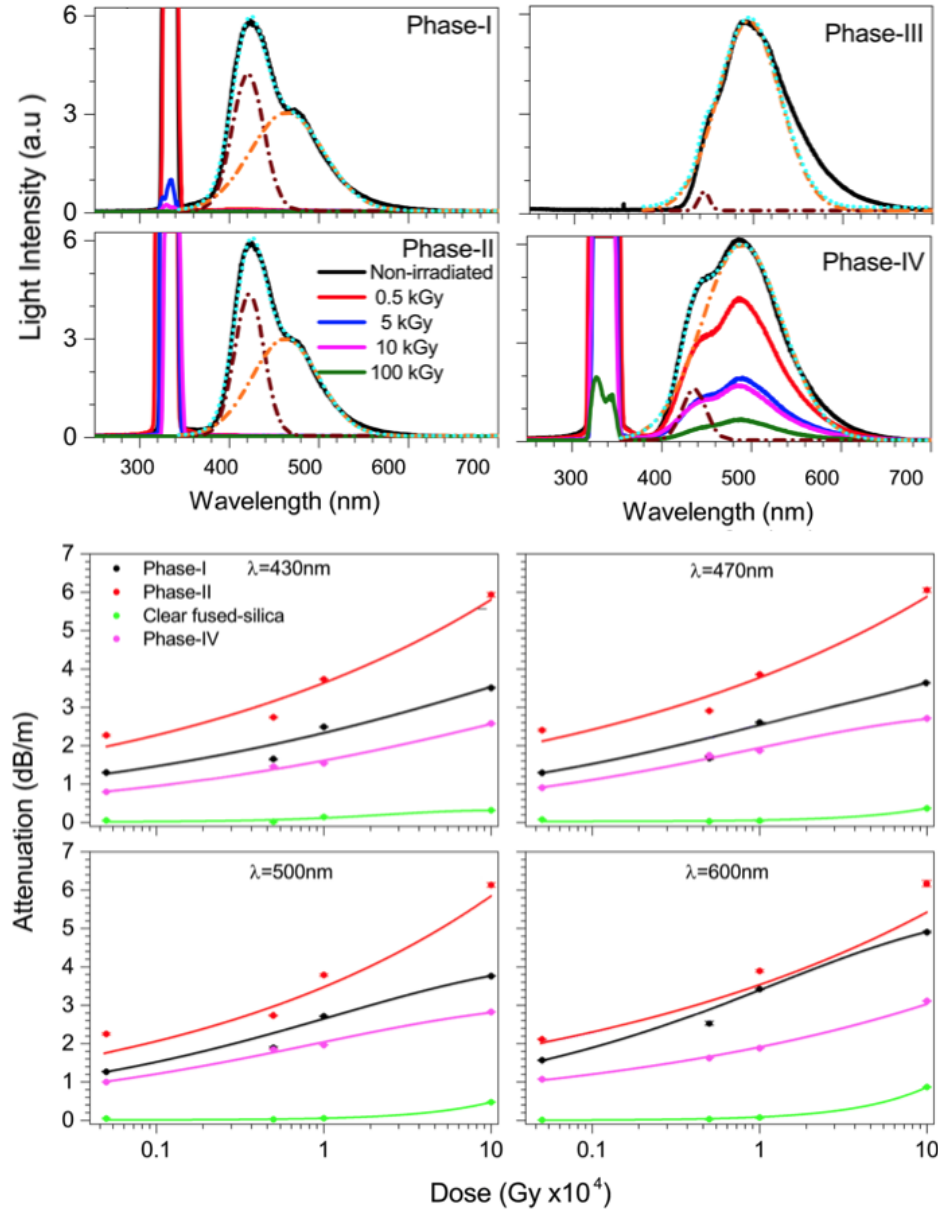 Light Intensity (a.u)
6
3
0
Phase-I
Phase-III
6
3
0
Phase-II
Non-irradiated
0.5 kGy
5 kGy
10 kGy
100 kGy
Phase-IV
300 400 500 600 700
300 400 500 600 700
Wavelength (nm)
Wavelength (nm)
Attenuation (dB/m)
7
6
5
4
3
2
1
0
Phase-I
Phase-II
Clear fused-silica
Phase-IV
λ=430nm
λ=470nm
7
6
5
4
3
2
1
0
λ=500nm
λ=600nm
0.1 1 10
0.1 1 10
Dose (Gy x10⁴)